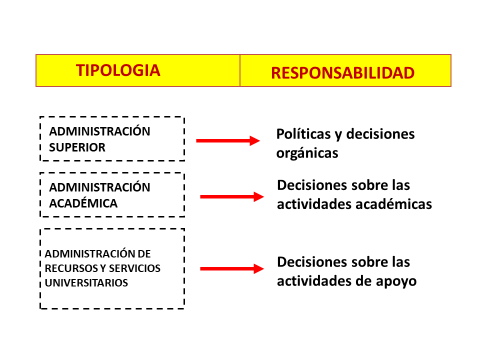 TIPOLOGIA
RESPONSABILIDAD
ADMINISTRACIÓN
SUPERIOR
Políticas y decisiones
orgánicas
ADMINISTRACIÓN
ACADÉMICA
Decisiones sobre las
actividades académicas
ADMINISTRACIÓN DE
RECURSOS Y SERVICIOS
UNIVERSITARIOS
Decisiones sobre las
actividades de apoyo